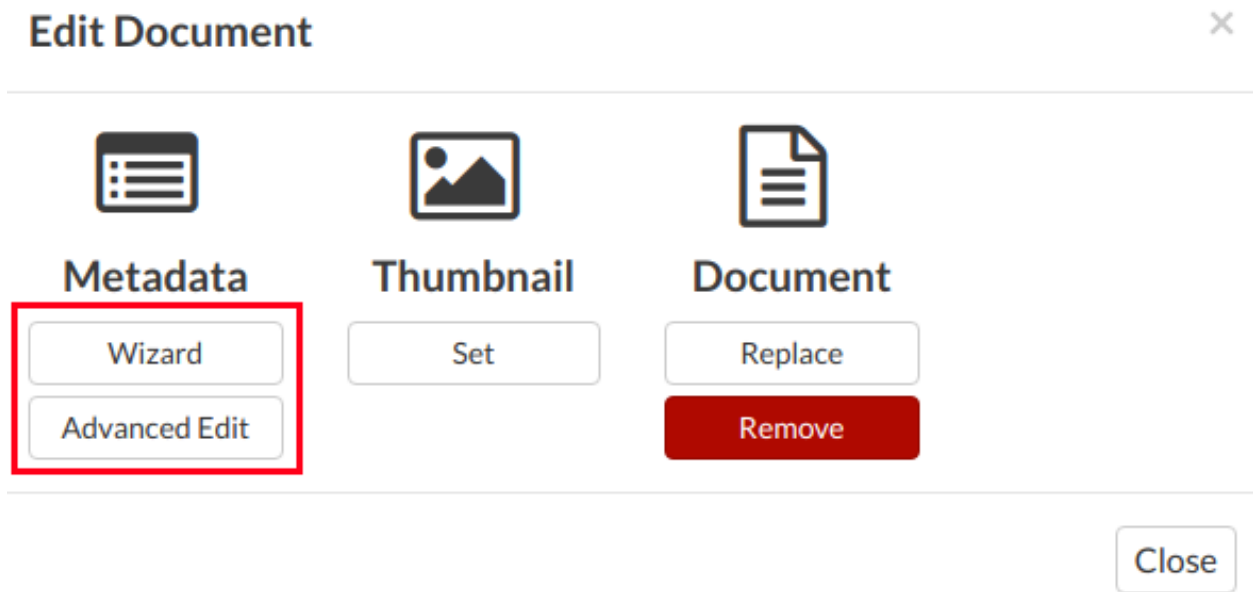 Edit Document
×
Metadata
Thumbnail
Document
Wizard
Set
Replace
Advanced Edit
Remove
Close